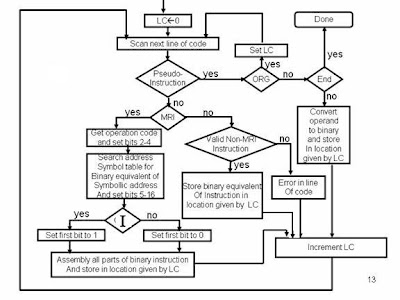 LC←0
Scan next line of code
Set LC
Done
Pseudo-
Instruction
yes
ORG
no
End
yes
yes
no
no
MRI
yes
no
Get operation code
and set bits 2-4
Valid Non-MRI
Instruction
no
Convert
operand
to binary
and store
In location
given by LC
Search address
Symbol table for
Binary equivalent of
Symbollic address
And set bits 5-16
yes
Store binary equivalent
Of Instruction in
location given by LC
Error in line
Of code
yes
I
no
Set first bit to 1
Set first bit to 0
Increment LC
Assembly all parts of binary instruction
And store in location given by LC
13